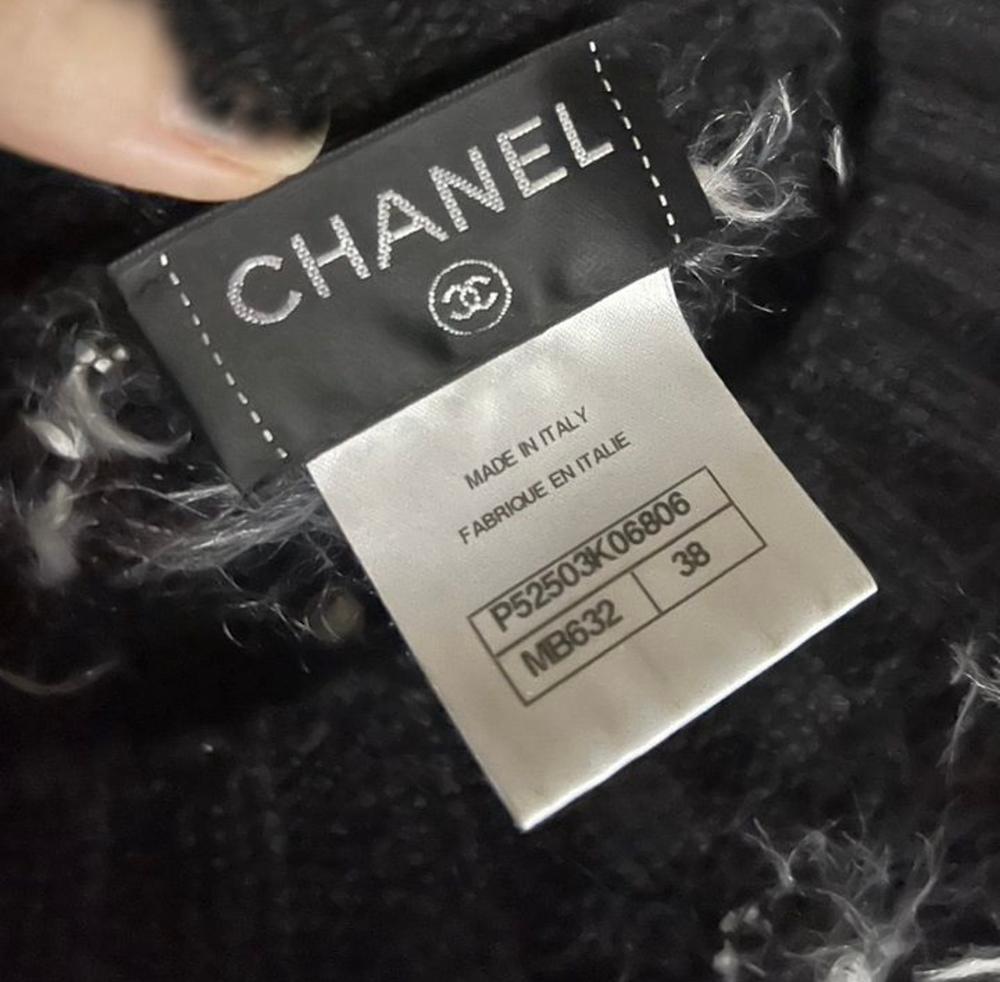 CHANEL
MADE IN ITALY
FABRIQUE EN ITALIE
P52503K06806
MB632 38